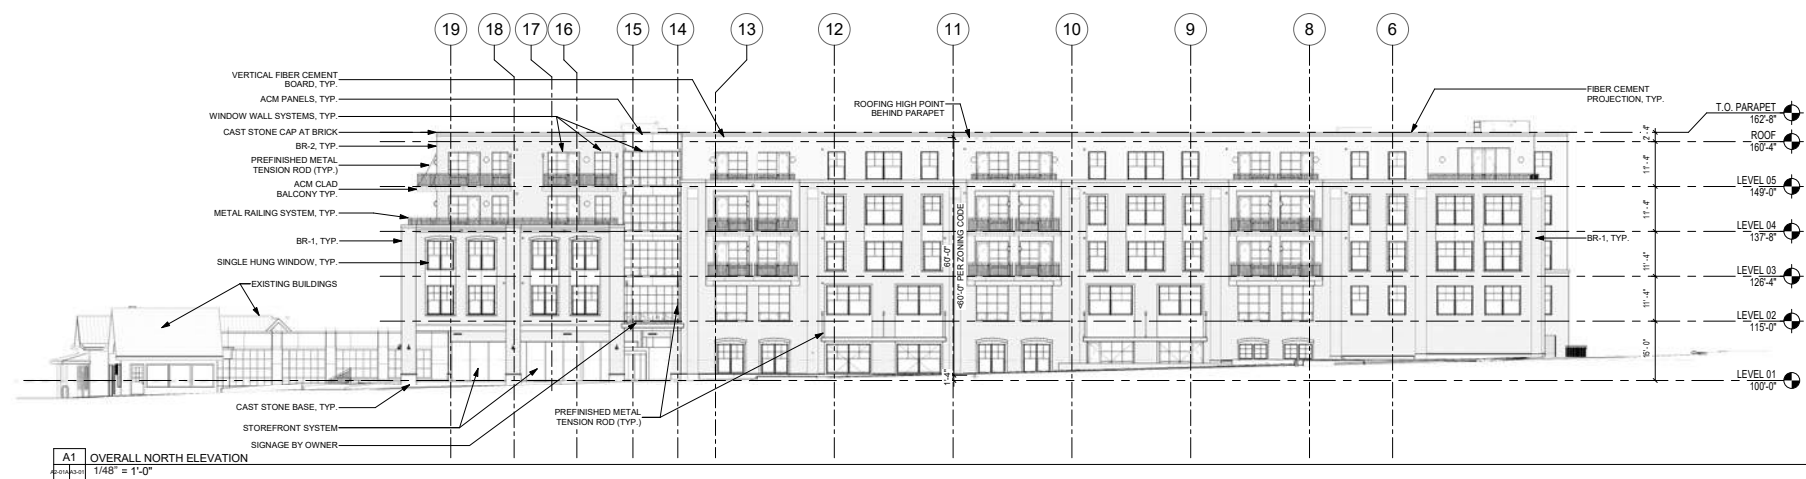 19 18 17 16 15 14 13 12 11 10 9 8 6
VERTICAL FIBER CEMENT
BOARD, TYP.
ACM PANELS, TYP.
WINDOW WALL SYSTEMS, TYP.
CAST STONE CAP AT BRICK
BR-2, TYP.
PREFINISHED METAL
TENSION ROD (TYP.)
ACM CLAD
BALCONY TYP.
METAL RAILING SYSTEM, TYP.
BR-1, TYP.
SINGLE HUNG WINDOW, TYP.
EXISTING BUILDINGS
CAST STONE BASE, TYP.
STOREFRONT SYSTEM
SIGNAGE BY OWNER
PREFINISHED METAL
TENSION ROD (TYP.)
ROOFING HIGH POINT
BEHIND PARAPET
60'-0"
<60'-0" PER ZONING CODE
1'-4"
FIBER CEMENT
PROJECTION, TYP.
BR-1, TYP.
2'-4"
11'-4"
11'-4"
11'-4"
11'-4"
15'-0"
T.O. PARAPET
162'-8"
ROOF
160'-4"
LEVEL 05
149'-0"
LEVEL 04
137'-8"
LEVEL 03
126'-4"
LEVEL 02
115'-0"
LEVEL 01
100'-0"
A1 OVERALL NORTH ELEVATION
A2-01A A3-01 1/48" = 1'-0"